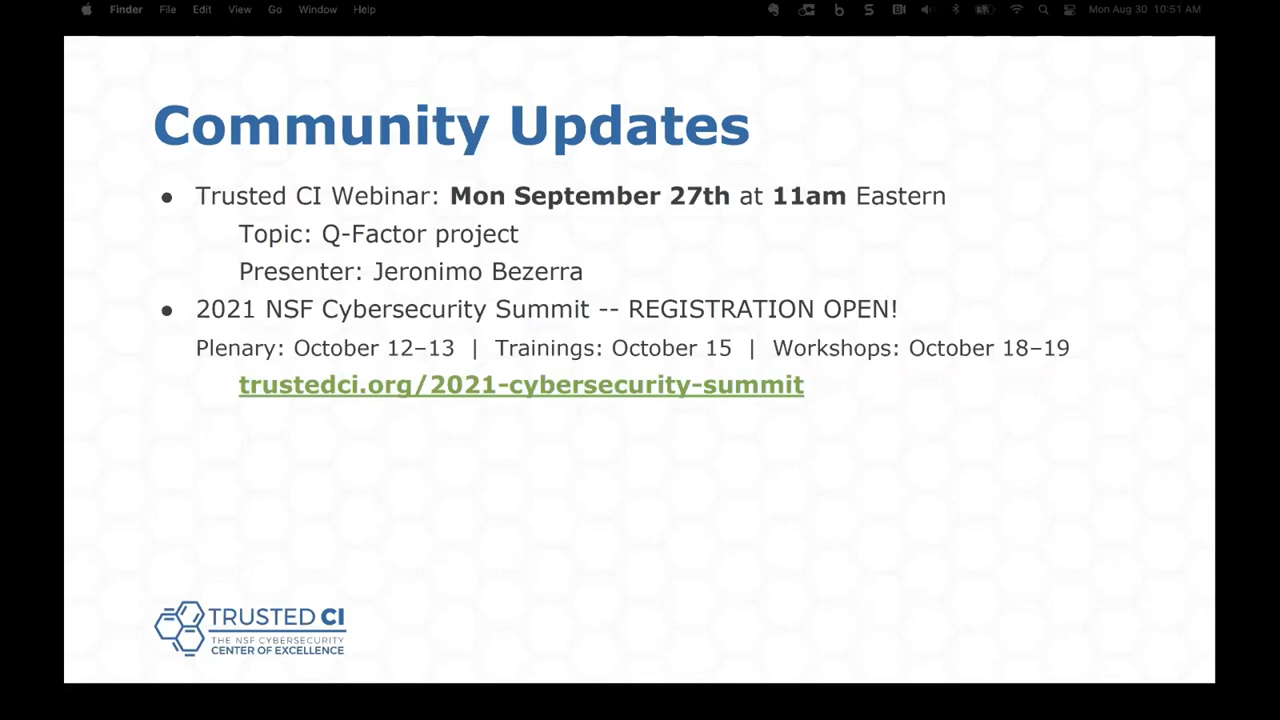 Finder File Edit View Go Window Help Mon Aug 30 10:51 AM
Community Updates
● Trusted CI Webinar: Mon September 27th at 11am Eastern
Topic: Q-Factor project
Presenter: Jeronimo Bezerra
● 2021 NSF Cybersecurity Summit -- REGISTRATION OPEN!
Plenary: October 12–13 | Trainings: October 15 | Workshops: October 18–19
trustedci.org/2021-cybersecurity-summit
TRUSTED CI
THE NSF CYBERSECURITY
CENTER OF EXCELLENCE